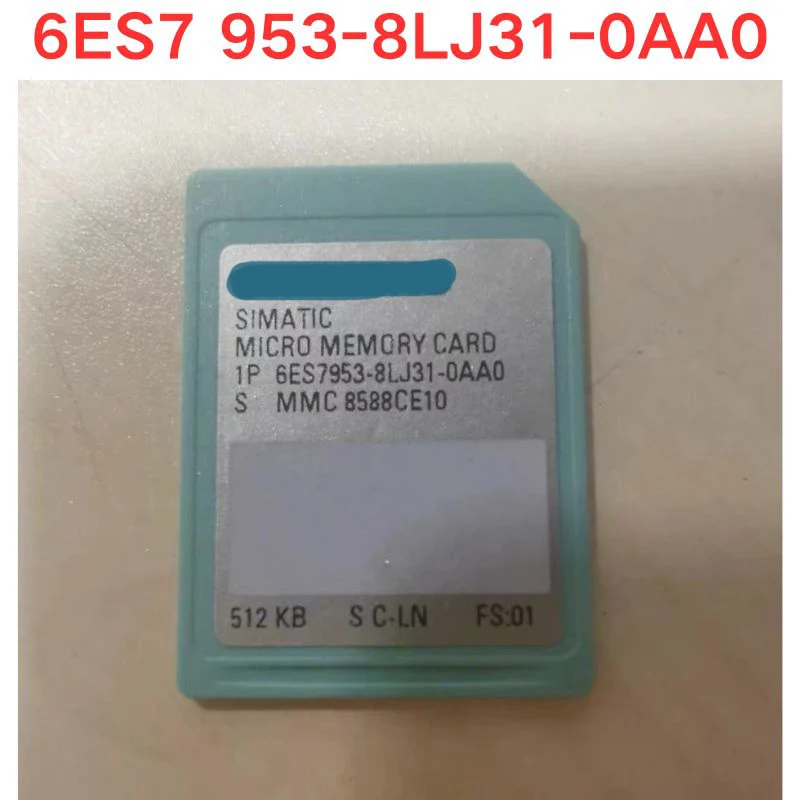 6ES7 953-8LJ31-0AA0
SIMATIC
MICRO MEMORY CARD
1P 6ES7953-8LJ31-0AA0
S MMC 8588CE10
512 KB S C-LN FS:01